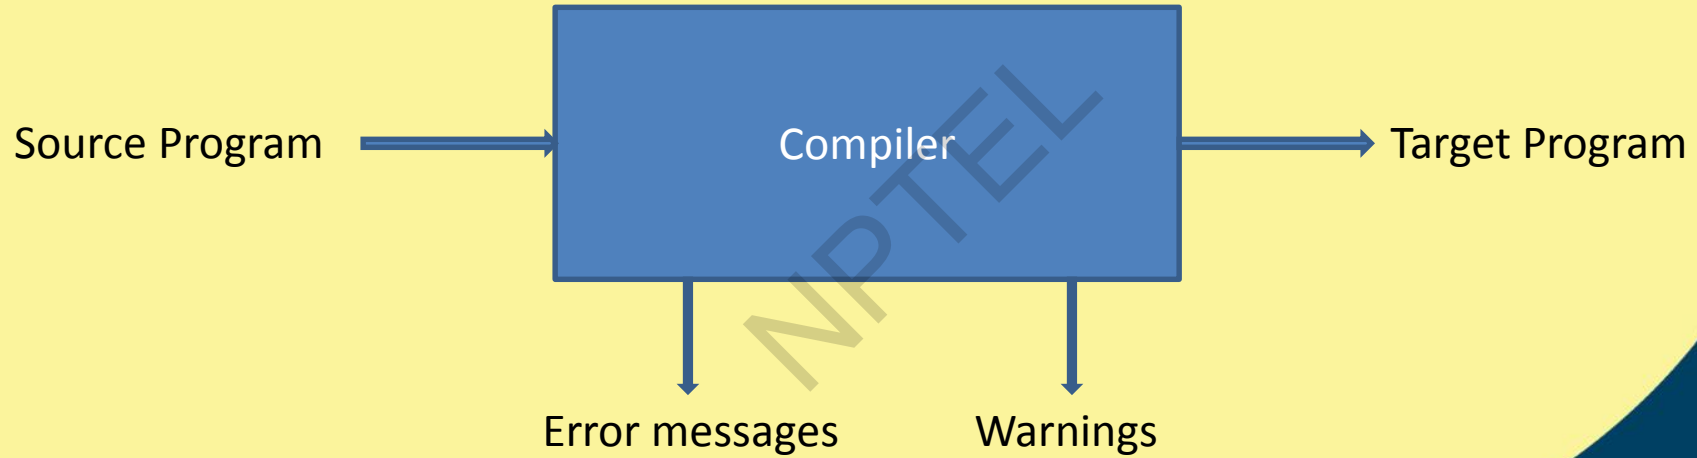 Source Program
Compiler
Target Program
NPTEL
Error messages
Warnings